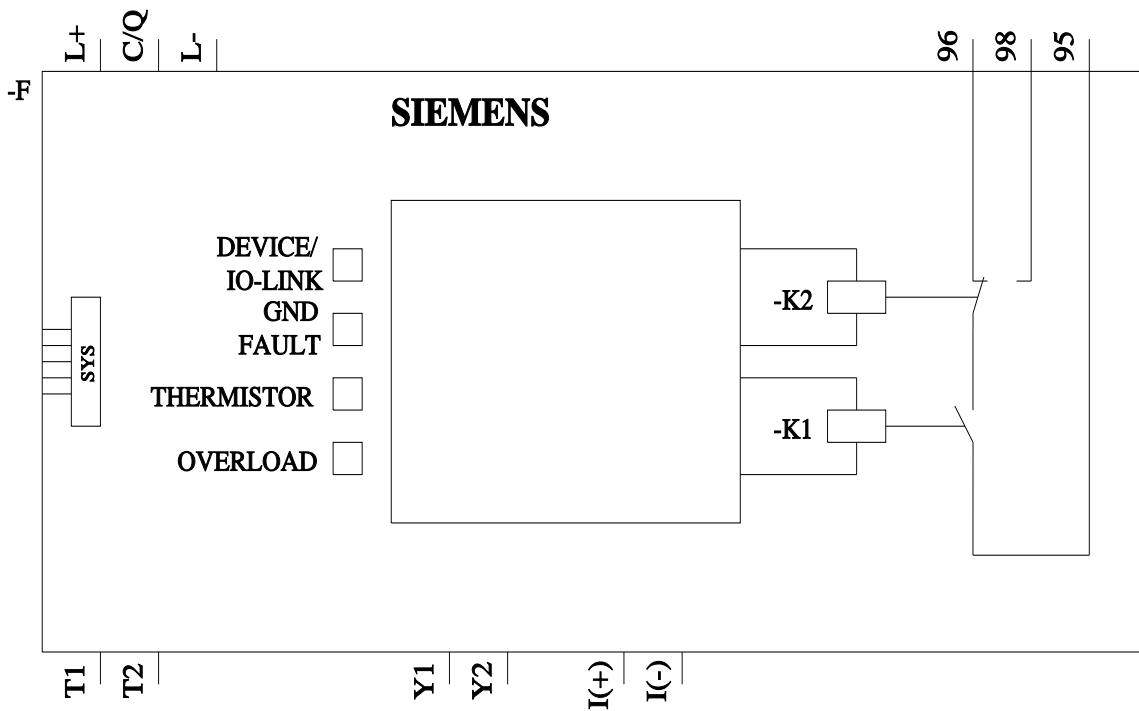 L+
C/Q
L-
96
98
95
-F
SIEMENS
DEVICE/
IO-LINK
GND
FAULT
THERMISTOR
OVERLOAD
SYS
-K2
-K1
T1
T2
Y1
Y2
I(+)
I(-)